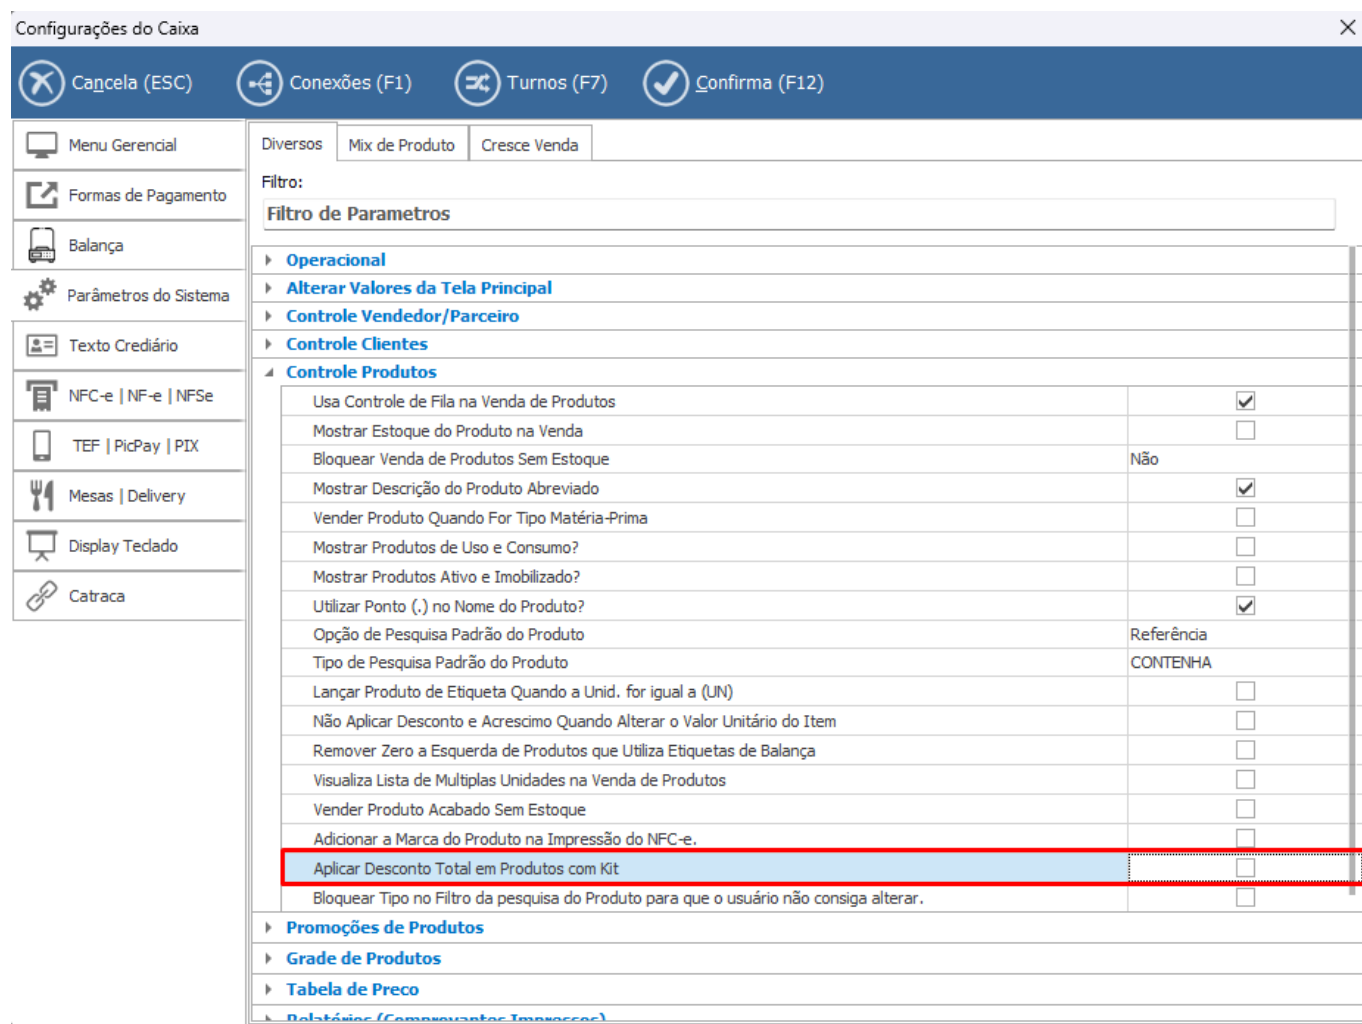 Configurações do Caixa
Cancela (ESC)
Conexões (F1)
Turnos (F7)
Confirma (F12)
Menu Gerencial
Formas de Pagamento
Balança
Parâmetros do Sistema
Texto Crediário
NFC-e | NF-e | NFSe
TEF | PicPay | PIX
Mesas | Delivery
Display Teclado
Catraca
Diversos
Mix de Produto
Cresce Venda
Filtro:
Filtro de Parametros
Operacional
Alterar Valores da Tela Principal
Controle Vendedor/Parceiro
Controle Clientes
Controle Produtos
Usa Controle de Fila na Venda de Produtos
Mostrar Estoque do Produto na Venda
Bloquear Venda de Produtos Sem Estoque Não
Mostrar Descrição do Produto Abreviado
Vender Produto Quando For Tipo Matéria-Prima
Mostrar Produtos de Uso e Consumo?
Mostrar Produtos Ativo e Imobilizado?
Utilizar Ponto (.) no Nome do Produto?
Opção de Pesquisa Padrão do Produto Referência
Tipo de Pesquisa Padrão do Produto CONTENHA
Lançar Produto de Etiqueta Quando a Unid. for igual a (UN)
Não Aplicar Desconto e Acrescimo Quando Alterar o Valor Unitário do Item
Remover Zero a Esquerda de Produtos que Utiliza Etiquetas de Balança
Visualiza Lista de Multiplas Unidades na Venda de Produtos
Vender Produto Acabado Sem Estoque
Adicionar a Marca do Produto na Impressão do NFC-e.
Aplicar Desconto Total em Produtos com Kit
Bloquear Tipo no Filtro da pesquisa do Produto para que o usuário não consiga alterar.
Promoções de Produtos
Grade de Produtos
Tabela de Preco
Relatórios (Comprovantes Impressos)